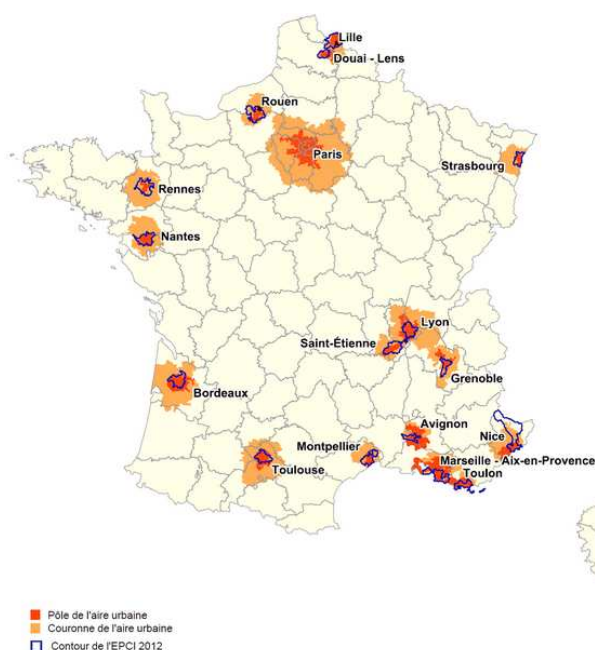 Lille
Douai - Lens
Rouen
Paris
Strasbourg
Rennes
Nantes
Lyon
Saint-Étienne
Grenoble
Bordeaux
Avignon
Nice
Montpellier
Marseille - Aix-en-Provence
Toulouse
Toulon
Pôle de l'aire urbaine
Couronne de l'aire urbaine
Contour de l'EPCI 2012